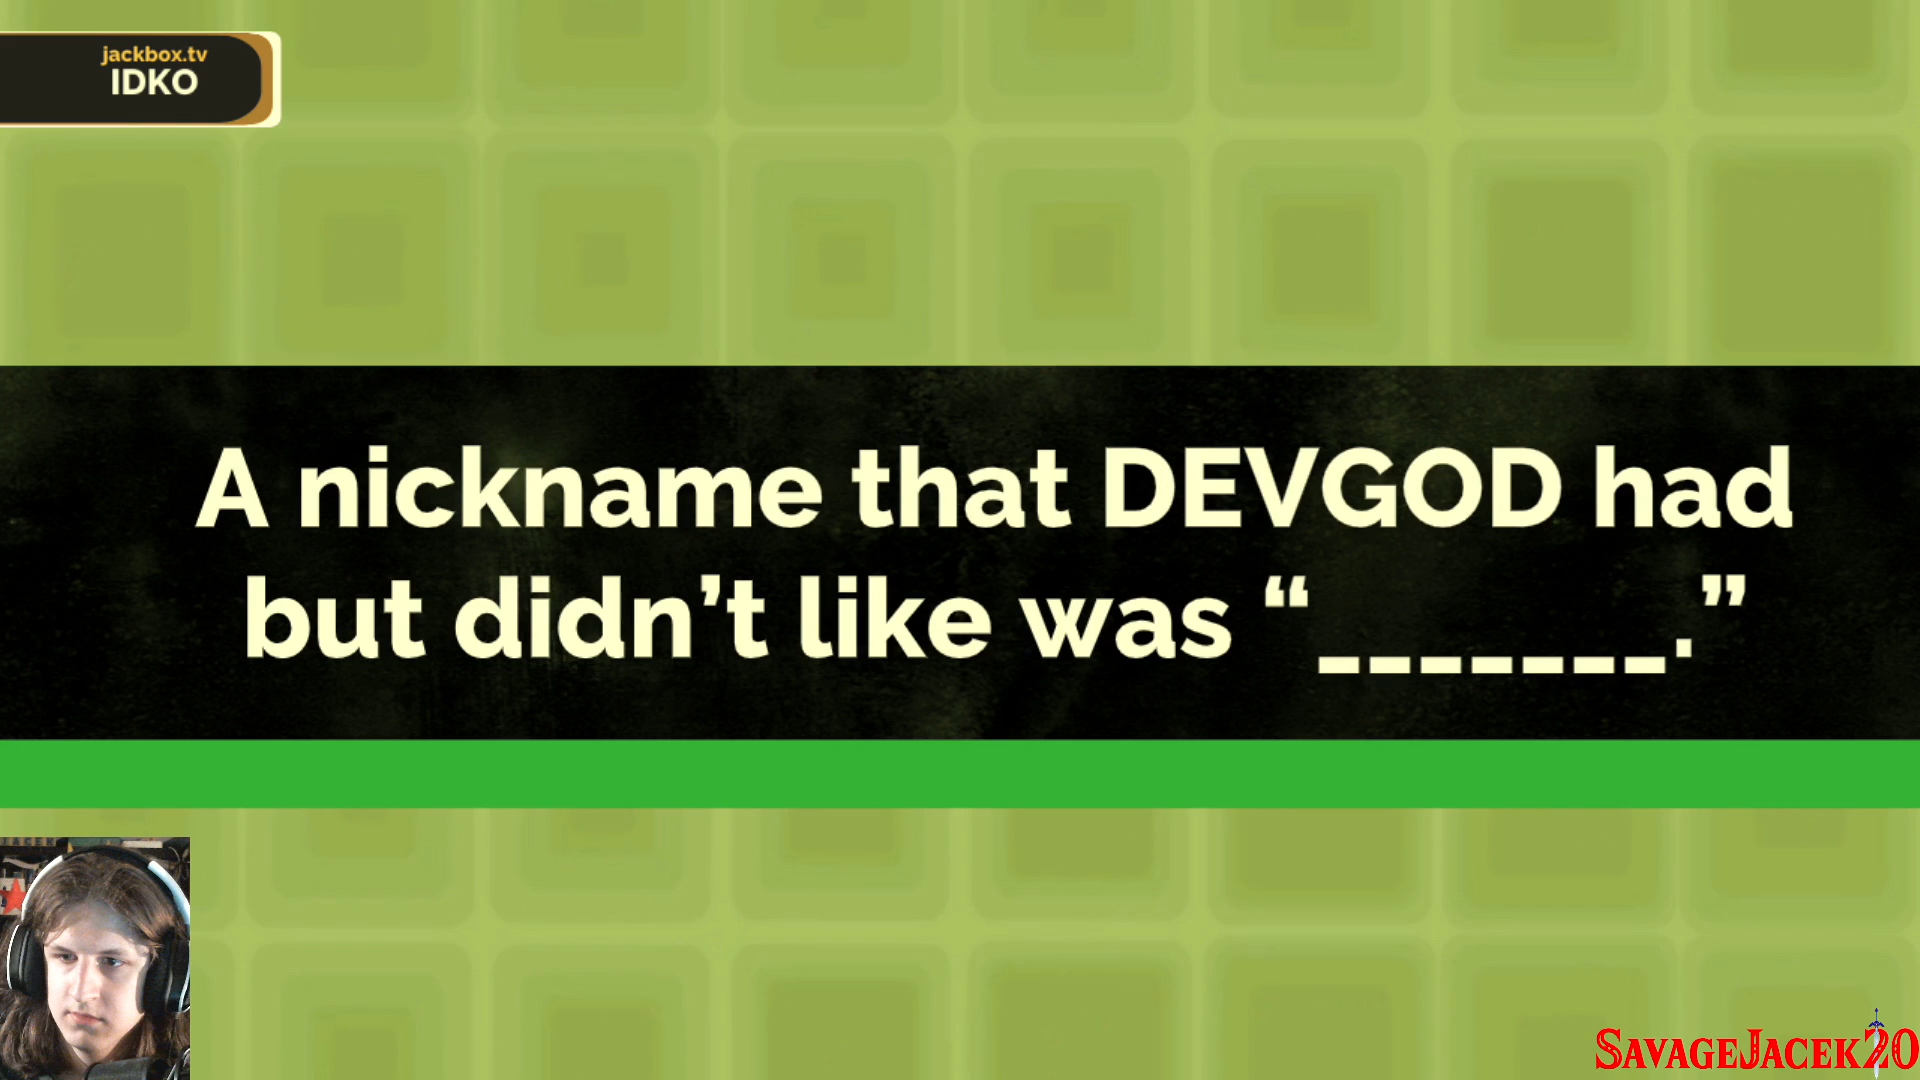 jackbox.tv
IDKO
A nickname that DEVGOD had
but didn’t like was “_______.”
SavageJacek20